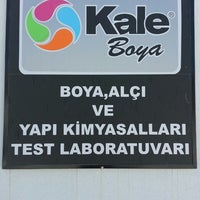 Kale
Boya
BOYA,ALÇI
VE
YAPI KİMYASALLARI
TEST LABORATUVARI